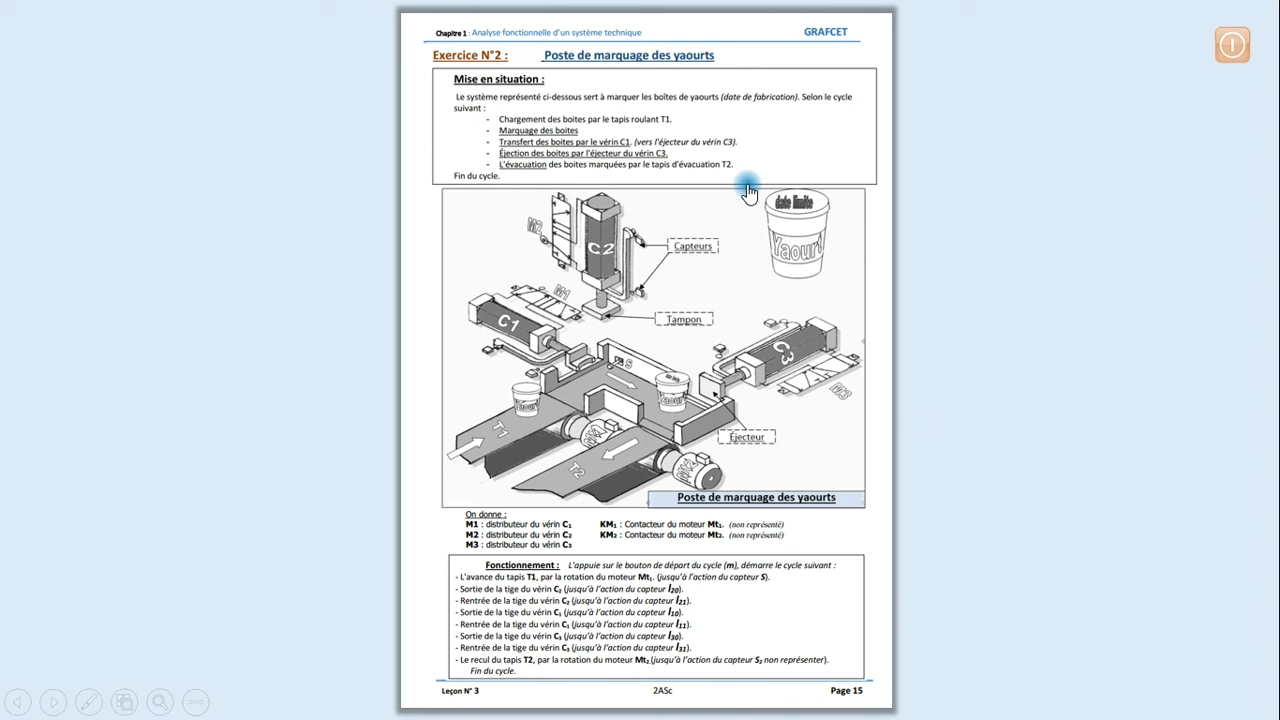 Chapitre 1 : Analyse fonctionnelle d'un système technique GRAFCET
Exercice N°2 : Poste de marquage des yaourts
Mise en situation :
Le système représenté ci-dessous sert à marquer les boîtes de yaourts (date de fabrication). Selon le cycle
suivant :
- Chargement des boites par le tapis roulant T1.
- Marquage des boites
- Transfert des boites par le vérin C1. (vers l'éjecteur du vérin C3).
- Éjection des boites par l'éjecteur du vérin C3.
- L'évacuation des boites marquées par le tapis d'évacuation T2.
Fin du cycle.
date limite
Yaourt
M2
C2
Capteurs
M1
C1
Tampon
C3
S
Yaourt
Yaourt
M3
T1
Mt1
Ejecteur
T2
Mt2
Poste de marquage des yaourts
On donne :
M1 : distributeur du vérin C1 KM1 : Contacteur du moteur Mt1. (non représenté)
M2 : distributeur du vérin C2 KM2 : Contacteur du moteur Mt2. (non représenté)
M3 : distributeur du vérin C3
Fonctionnement : L'appuie sur le bouton de départ du cycle (m), démarre le cycle suivant :
- L'avance du tapis T1, par la rotation du moteur Mt1. (jusqu'à l'action du capteur S).
- Sortie de la tige du vérin C2 (jusqu'à l'action du capteur l20).
- Rentrée de la tige du vérin C2 (jusqu'à l'action du capteur l21).
- Sortie de la tige du vérin C1 (jusqu'à l'action du capteur l10).
- Rentrée de la tige du vérin C1 (jusqu'à l'action du capteur l11).
- Sortie de la tige du vérin C3 (jusqu'à l'action du capteur l30).
- Rentrée de la tige du vérin C3 (jusqu'à l'action du capteur l31).
- Le recul du tapis T2, par la rotation du moteur Mt2.(jusqu'à l'action du capteur S2 non représenter).
Fin du cycle.
Leçon N° 3 2ASc Page 15